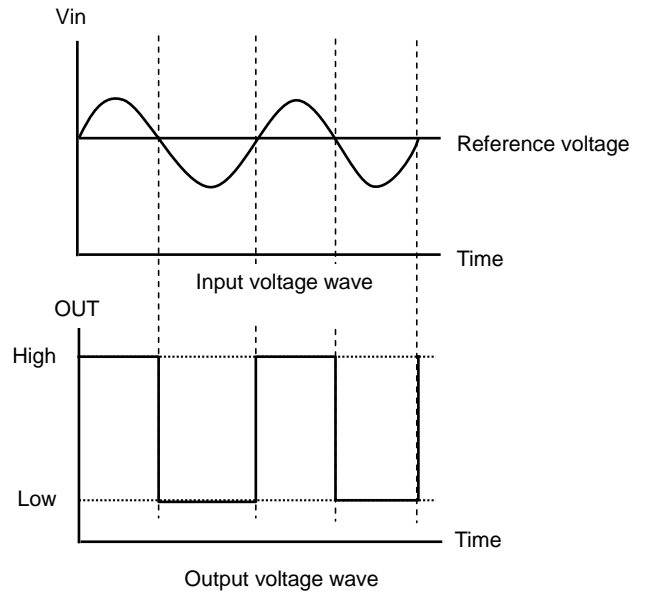 Vin
Reference voltage
Time
Input voltage wave
OUT
High
Low
Time
Output voltage wave